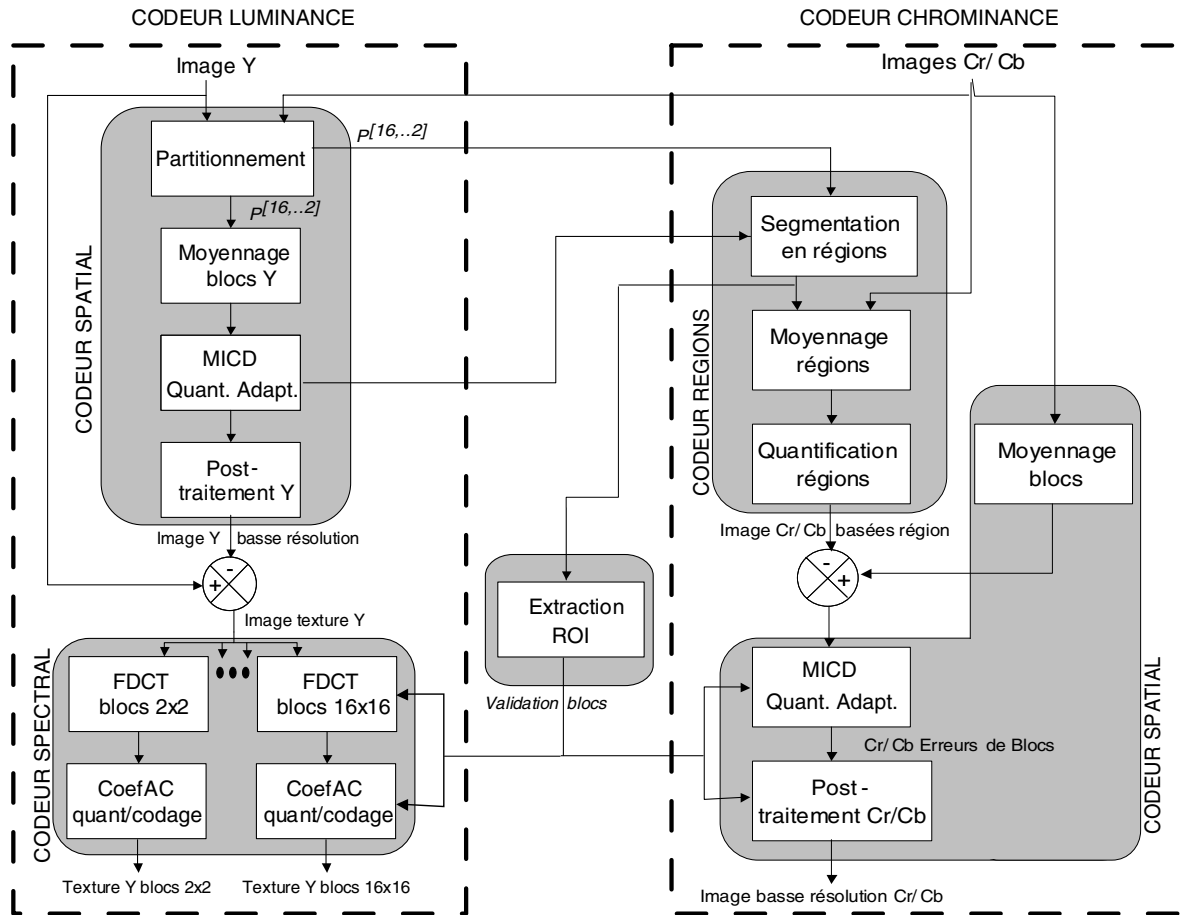 CODEUR LUMINANCE
CODEUR CHROMINANCE
Image Y
Images Cr/ Cb
P[16,..2]
Partitionnement
P[16,..2]
Segmentation
en régions
Moyennage
blocs Y
CODEUR SPATIAL
MICD
Quant. Adapt.
Moyennage
régions
CODEUR REGIONS
Post-
traitement Y
Quantification
régions
Moyennage
blocs
Image Y basse résolution
Image Cr/ Cb basées région
-
+
-
+
Extraction
ROI
Image texture Y
FDCT
blocs 2x2
FDCT
blocs 16x16
Validation blocs
MICD
Quant. Adapt.
CODEUR SPECTRAL
CODEUR SPATIAL
Cr/ Cb Erreurs de Blocs
CoefAC
quant/codage
CoefAC
quant/codage
Post -
traitement Cr/Cb
Texture Y blocs 2x2
Texture Y blocs 16x16
Image basse résolution Cr/ Cb